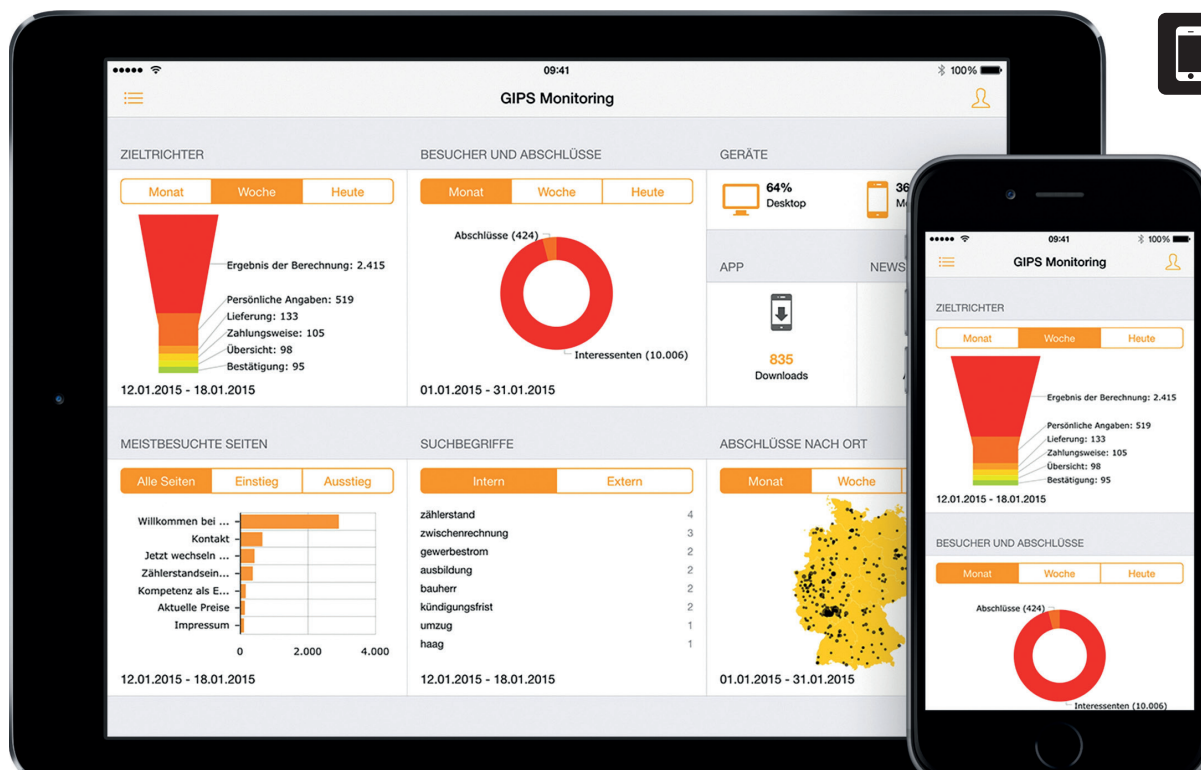 09:41
100%
GIPS Monitoring
ZIELTRICHTER
Monat Woche Heute
Ergebnis der Berechnung: 2.415
Persönliche Angaben: 519
Lieferung: 133
Zahlungsweise: 105
Übersicht: 98
Bestätigung: 95
12.01.2015 - 18.01.2015
BESUCHER UND ABSCHLÜSSE
Monat Woche Heute
Abschlüsse (424)
Interessenten (10.006)
01.01.2015 - 31.01.2015
GERÄTE
64%
Desktop
36
APP
NEWS
835
Downloads
MEISTBESUCHTE SEITEN
Alle Seiten Einstieg Ausstieg
Willkommen bei ...
Kontakt
Jetzt wechseln ...
Zählerstandsein...
Kompetenz als E...
Aktuelle Preise
Impressum
0 2.000 4.000
12.01.2015 - 18.01.2015
SUCHBEGRIFFE
Intern Extern
zählerstand 4
zwischenrechnung 3
gewerbestrom 2
ausbildung 2
bauherr 2
kündigungsfrist 2
umzug 1
haag 1
12.01.2015 - 18.01.2015
ABSCHLÜSSE NACH ORT
Monat Woche
01.01.2015 - 31.01.2015
09:41
100%
GIPS Monitoring
ZIELTRICHTER
Monat Woche Heute
Ergebnis der Berechnung: 2.415
Persönliche Angaben: 519
Lieferung: 133
Zahlungsweise: 105
Übersicht: 98
Bestätigung: 95
12.01.2015 - 18.01.2015
BESUCHER UND ABSCHLÜSSE
Monat Woche Heute
Abschlüsse (424)
Interessenten (10.006)